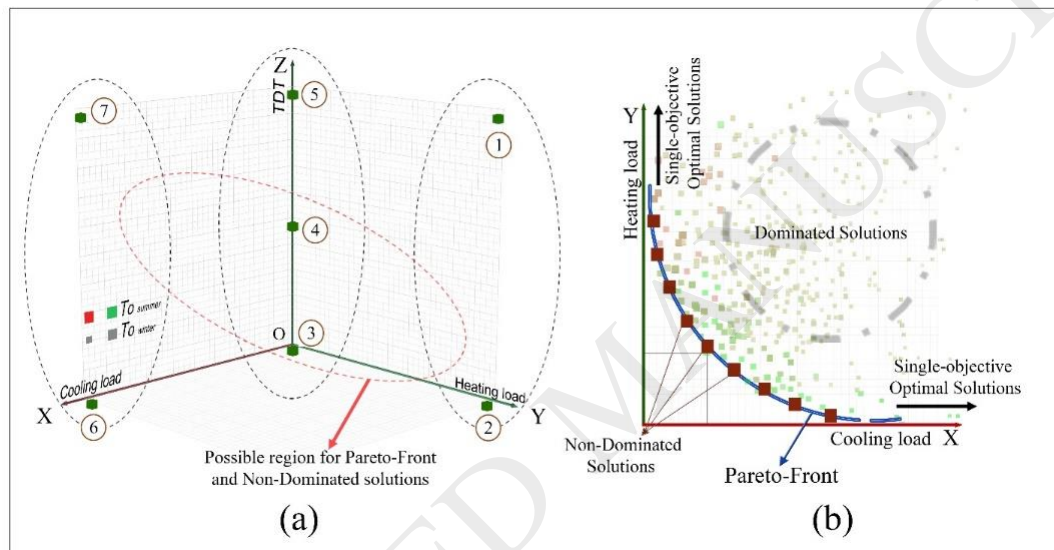 Z
TDT
7
5
1
4
To summer
To winter
O
3
Cooling load
Heating load
X
Y
6
2
Possible region for Pareto-Front
and Non-Dominated solutions
(a)
Y
Heating load
Single-objective
Optimal Solutions
Dominated Solutions
Single-objective
Optimal Solutions
Non-Dominated
Solutions
Cooling load
X
Pareto-Front
(b)
ED MANUSC